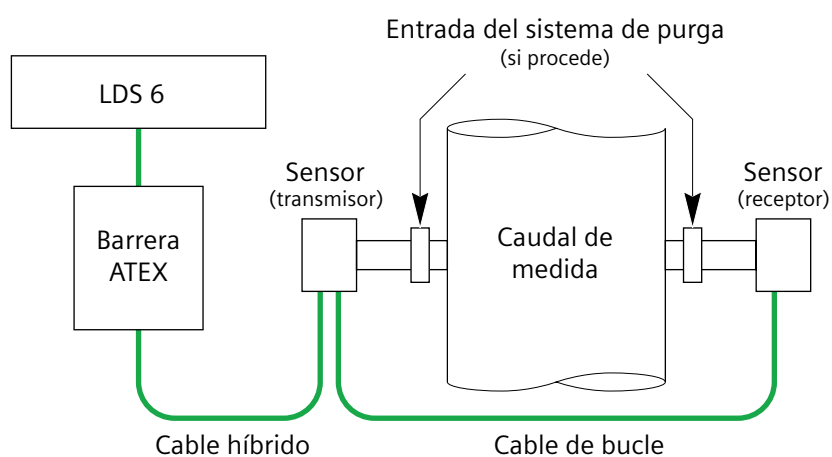 Entrada del sistema de purga
(si procede)
LDS 6
Sensor
(transmisor)
Sensor
(receptor)
Barrera
ATEX
Caudal de
medida
Cable híbrido
Cable de bucle